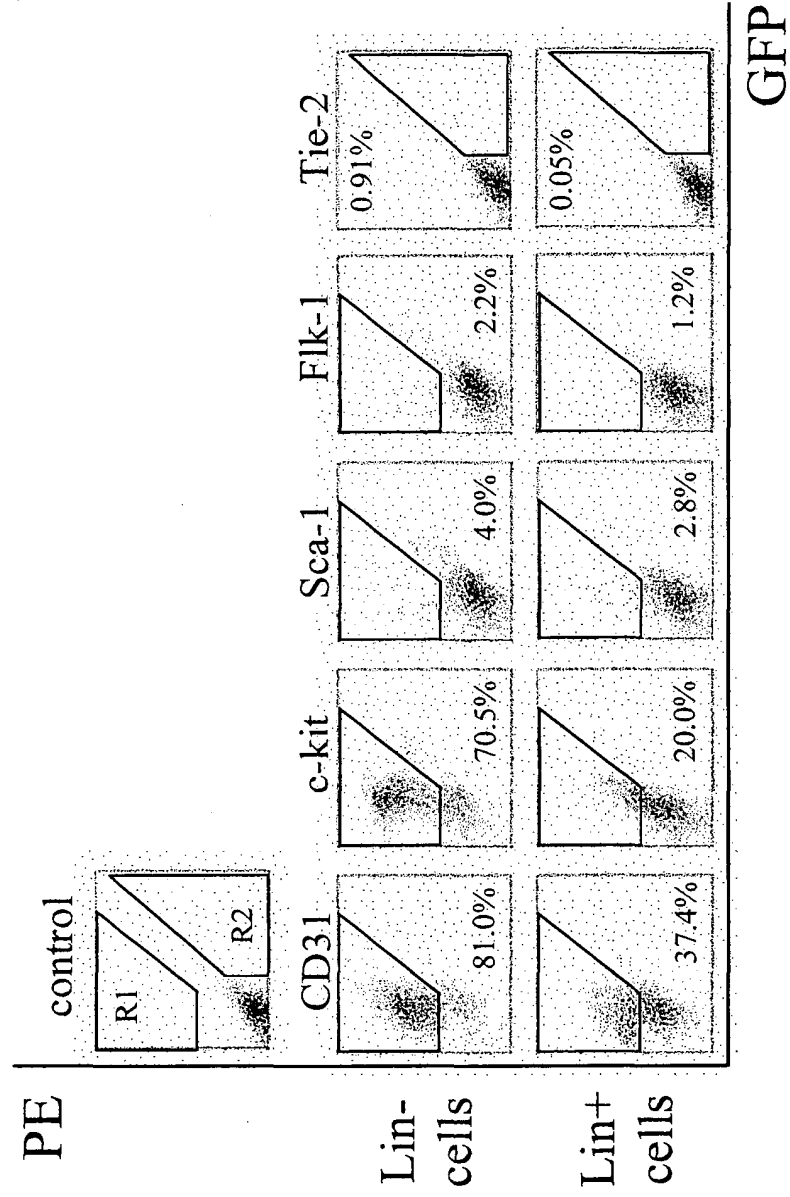 PE
control
R1
R2
CD31
c-kit
Sca-1
Flk-1
Tie-2
Lin-
cells
81.0%
70.5%
4.0%
2.2%
0.91%
Lin+
cells
37.4%
20.0%
2.8%
1.2%
0.05%
GFP